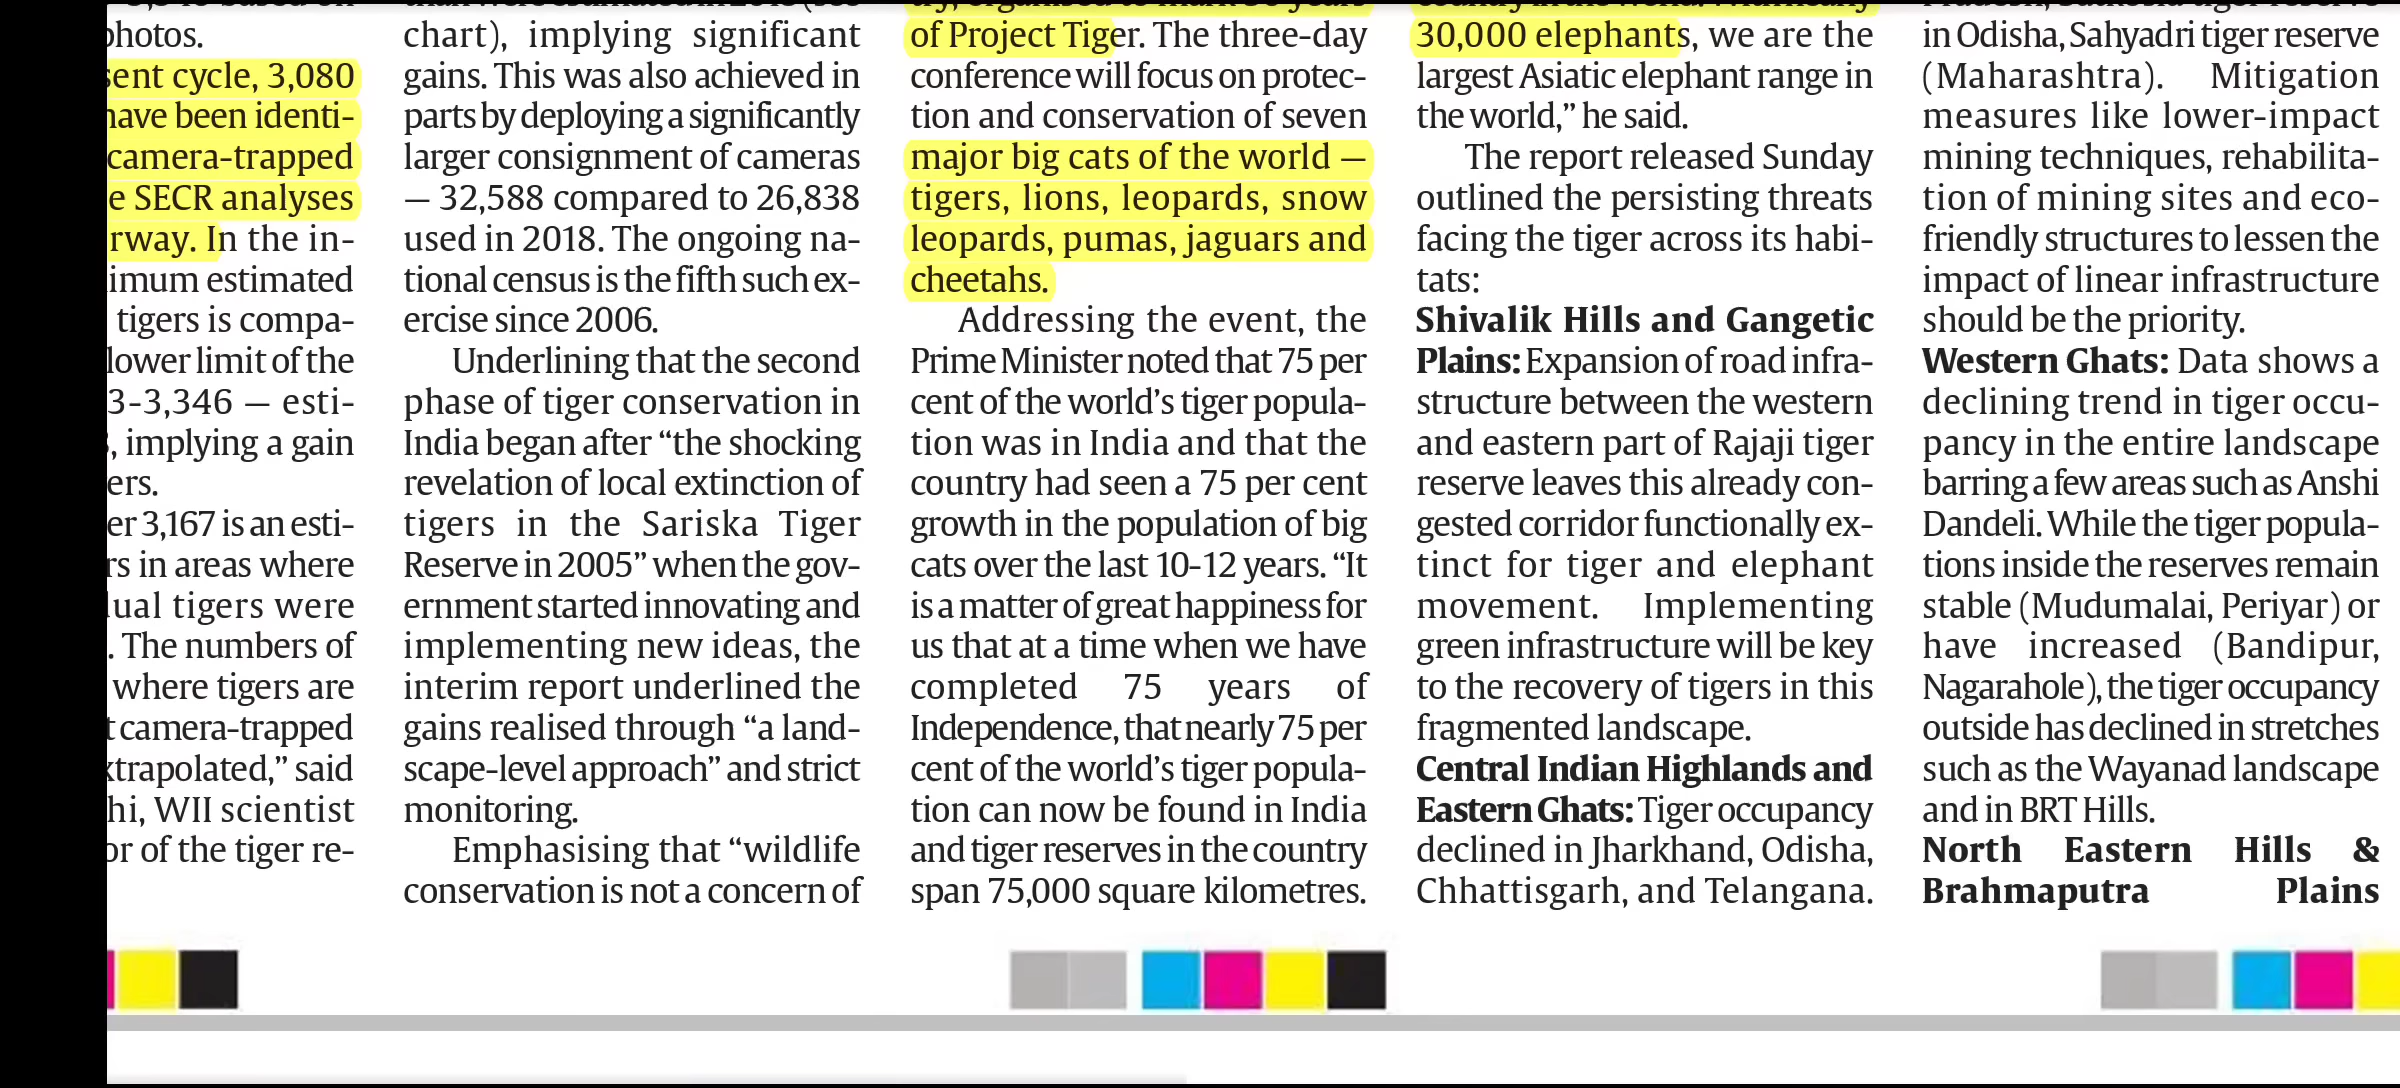 photos.
sent cycle, 3,080
have been identi-
camera-trapped
SECR analyses
rway. In the in-
imum estimated
tigers is compa-
lower limit of the
3-3,346 — esti-
, implying a gain
ers.
er 3,167 is an esti-
rs in areas where
ual tigers were
. The numbers of
where tigers are
t camera-trapped
xtrapolated,” said
hi, WII scientist
or of the tiger re-
chart), implying significant
gains. This was also achieved in
parts by deploying a significantly
larger consignment of cameras
— 32,588 compared to 26,838
used in 2018. The ongoing na-
tional census is the fifth such ex-
ercise since 2006.
Underlining that the second
phase of tiger conservation in
India began after “the shocking
revelation of local extinction of
tigers in the Sariska Tiger
Reserve in 2005” when the gov-
ernment started innovating and
implementing new ideas, the
interim report underlined the
gains realised through “a land-
scape-level approach” and strict
monitoring.
Emphasising that “wildlife
conservation is not a concern of
of Project Tiger. The three-day
conference will focus on protec-
tion and conservation of seven
major big cats of the world —
tigers, lions, leopards, snow
leopards, pumas, jaguars and
cheetahs.
Addressing the event, the
Prime Minister noted that 75 per
cent of the world’s tiger popula-
tion was in India and that the
country had seen a 75 per cent
growth in the population of big
cats over the last 10-12 years. “It
is a matter of great happiness for
us that at a time when we have
completed 75 years of
Independence, that nearly 75 per
cent of the world’s tiger popula-
tion can now be found in India
and tiger reserves in the country
span 75,000 square kilometres.
30,000 elephants, we are the
largest Asiatic elephant range in
the world,” he said.
The report released Sunday
outlined the persisting threats
facing the tiger across its habi-
tats:
Shivalik Hills and Gangetic
Plains: Expansion of road infra-
structure between the western
and eastern part of Rajaji tiger
reserve leaves this already con-
gested corridor functionally ex-
tinct for tiger and elephant
movement. Implementing
green infrastructure will be key
to the recovery of tigers in this
fragmented landscape.
Central Indian Highlands and
Eastern Ghats: Tiger occupancy
declined in Jharkhand, Odisha,
Chhattisgarh, and Telangana.
in Odisha, Sahyadri tiger reserve
(Maharashtra). Mitigation
measures like lower-impact
mining techniques, rehabilita-
tion of mining sites and eco-
friendly structures to lessen the
impact of linear infrastructure
should be the priority.
Western Ghats: Data shows a
declining trend in tiger occu-
pancy in the entire landscape
barring a few areas such as Anshi
Dandeli. While the tiger popula-
tions inside the reserves remain
stable (Mudumalai, Periyar) or
have increased (Bandipur,
Nagarahole), the tiger occupancy
outside has declined in stretches
such as the Wayanad landscape
and in BRT Hills.
North Eastern Hills &
Brahmaputra Plains